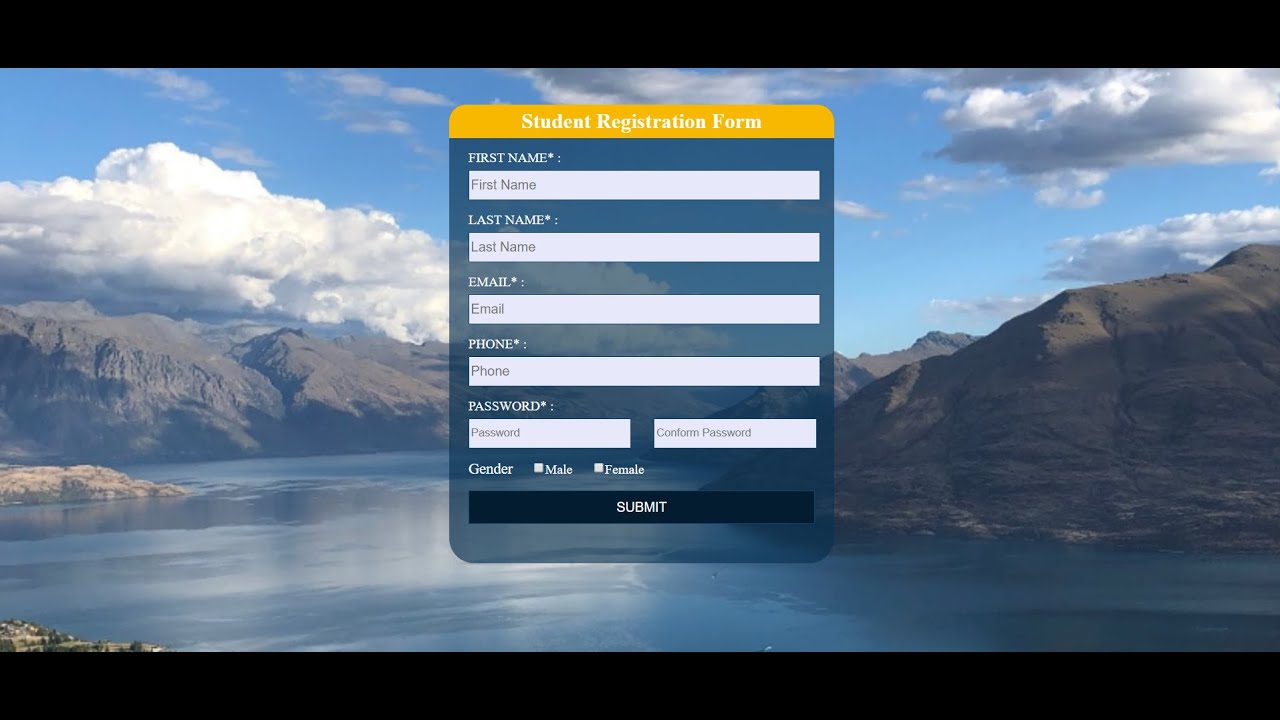 Student Registration Form
FIRST NAME* :
First Name
LAST NAME* :
Last Name
EMAIL* :
Email
PHONE* :
Phone
PASSWORD* :
Password Conform Password
Gender Male Female
SUBMIT